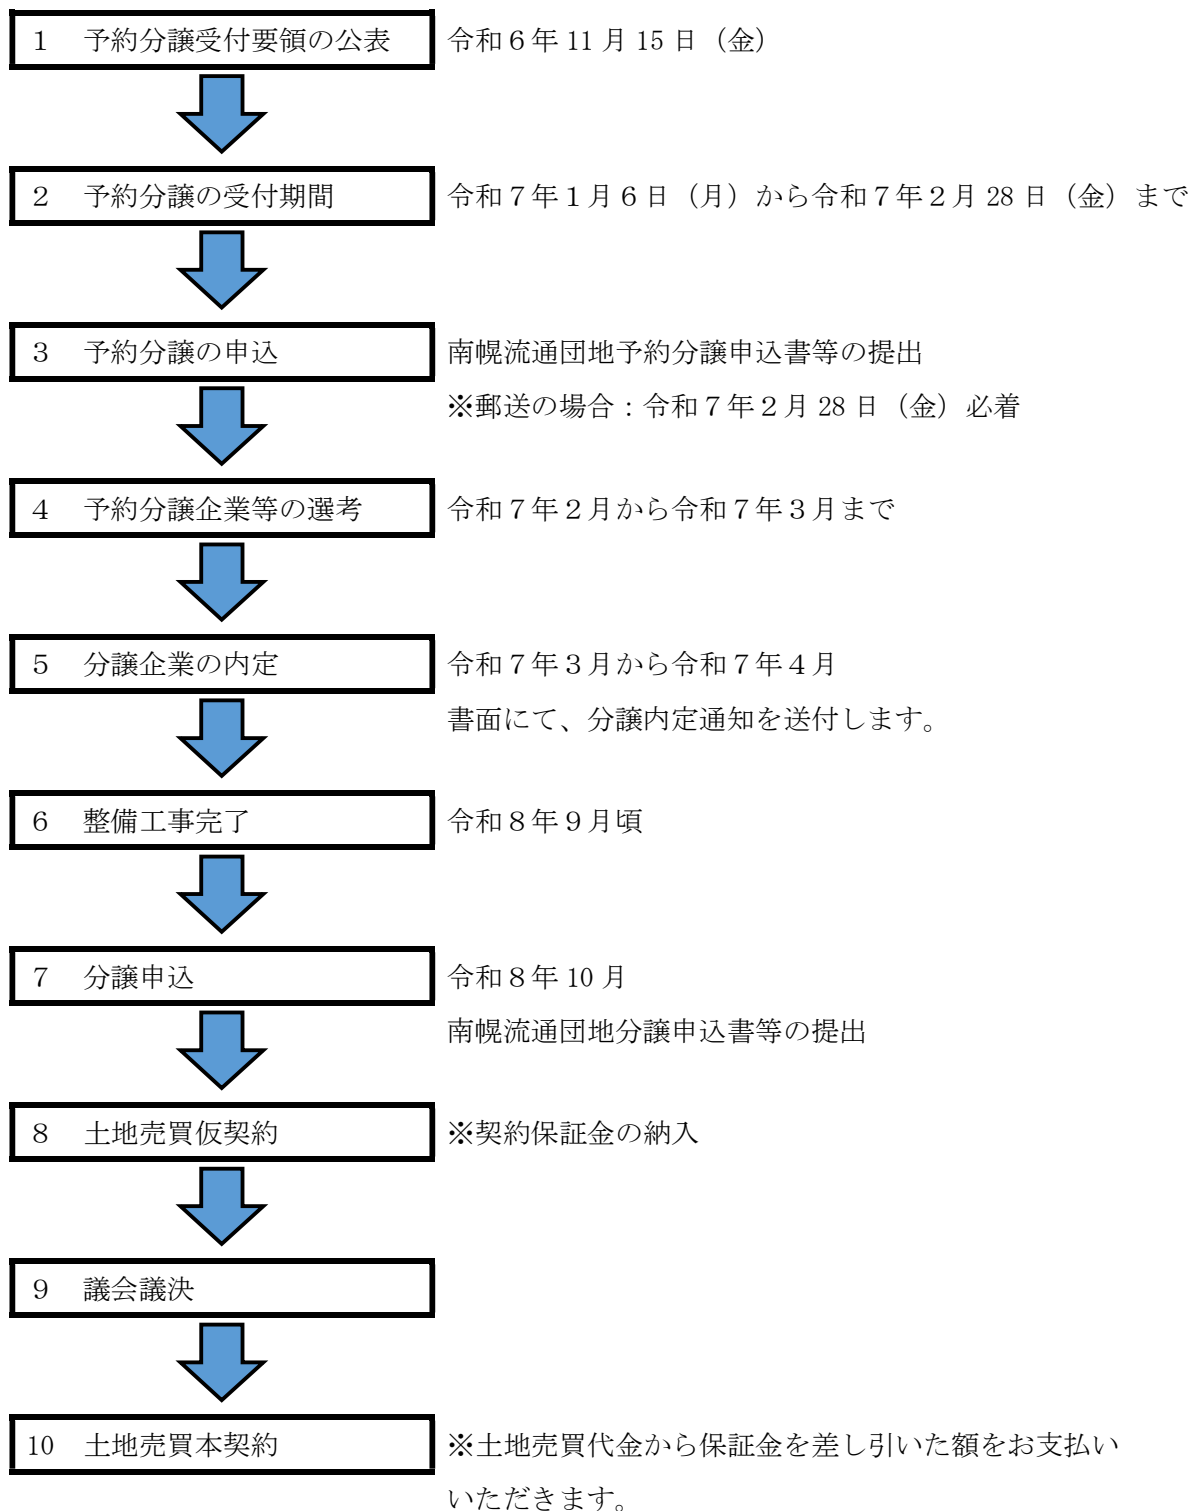 １　予約分譲受付要領の公表　令和６年 11 月 15 日（金）
２　予約分譲の受付期間　令和７年１月６日（月）から令和７年２月 28 日（金）まで
３　予約分譲の申込　南幌流通団地予約分譲申込書等の提出
※郵送の場合：令和７年２月 28 日（金）必着
４　予約分譲企業等の選考　令和７年２月から令和７年３月まで
５　分譲企業の内定　令和７年３月から令和７年４月
書面にて、分譲内定通知を送付します。
６　整備工事完了　令和８年９月頃
７　分譲申込　令和８年 10 月
南幌流通団地分譲申込書等の提出
８　土地売買仮契約　※契約保証金の納入
９　議会議決
10　土地売買本契約　※土地売買代金から保証金を差し引いた額をお支払い
いただきます。